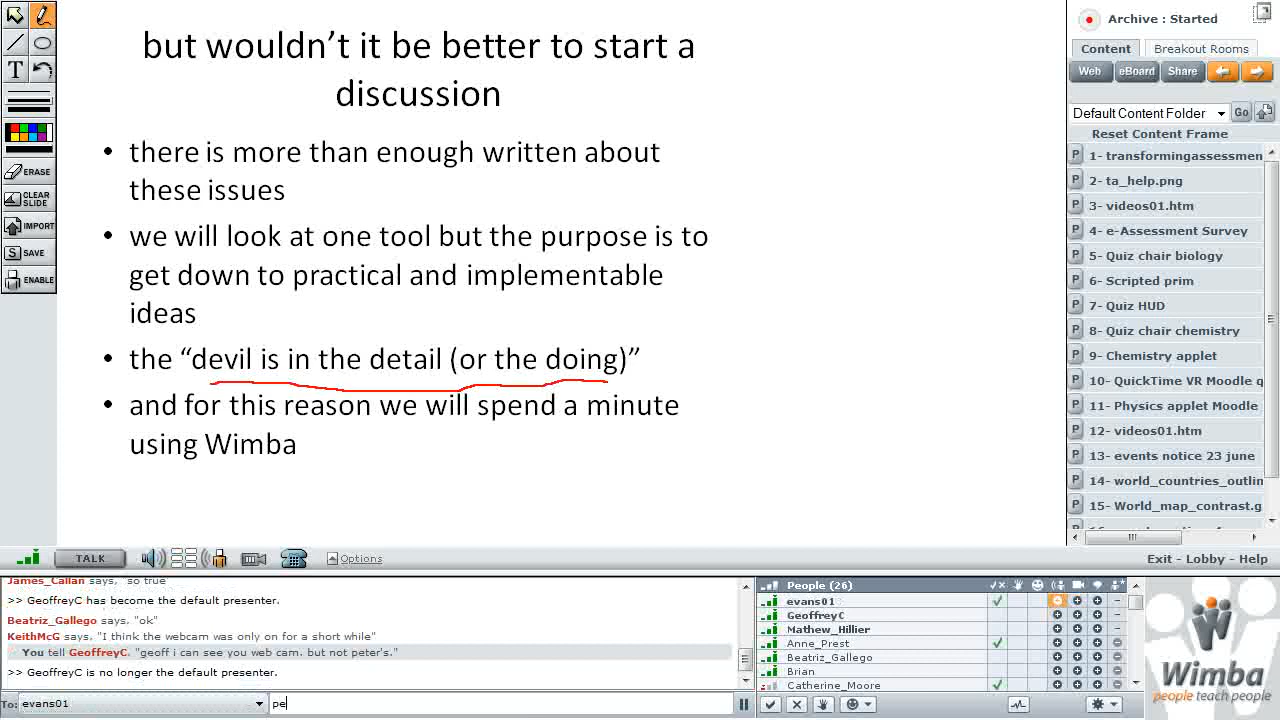 but wouldn't it be better to start a
discussion
• there is more than enough written about
these issues
• we will look at one tool but the purpose is to
get down to practical and implementable
ideas
• the “devil is in the detail (or the doing)”
• and for this reason we will spend a minute
using Wimba
T
ERASE
CLEAR
SLIDE
IMPORT
S SAVE
ENABLE
Archive : Started
Content
Breakout Rooms
Web
eBoard
Share
Default Content Folder
Go
Reset Content Frame
P 1- transformingassessmen
P 2- ta_help.png
P 3- videos01.htm
P 4- e-Assessment Survey
P 5- Quiz chair biology
P 6- Scripted prim
P 7- Quiz HUD
P 8- Quiz chair chemistry
P 9- Chemistry applet
P 10- QuickTime VR Moodle q
P 11- Physics applet Moodle
P 12- videos01.htm
P 13- events notice 23 june
P 14- world_countries_outlin
P 15- World_map_contrast.g
Exit - Lobby - Help
TALK
Options
James_Callan says, "so true"
>> GeoffreyC has become the default presenter.
Beatriz_Gallego says, "ok"
KeithMcG says, "I think the webcam was only on for a short while"
You tell GeoffreyC, "geoff i can see you web cam. but not peter's."
>> GeoffreyC is no longer the default presenter.
To: evans01
pe
People (26)
evans01
GeoffreyC
Mathew_Hillier
Anne_Prest
Beatriz_Gallego
Brian
Catherine_Moore
Wimba
people teach people